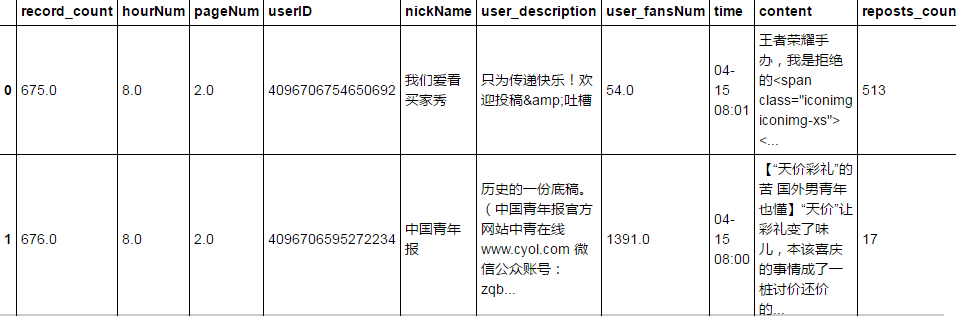 record_count hourNum pageNum userID nickName user_description user_fansNum time content reposts_coun
0 675.0 8.0 2.0 4096706754650692 我们爱看买家秀 只为传递快乐！欢迎投稿&amp;吐槽 54.0 04-15 08:01 王者荣耀手办，我是拒绝的<span class="iconimg iconimg-xs"><... 513
1 676.0 8.0 2.0 4096706595272234 中国青年报 历史的一份底稿。（中国青年报官方网站中青在线www.cyol.com 微信公众账号：zqb... 1391.0 04-15 08:00 【“天价彩礼”的苦 国外男青年也懂】“天价”让彩礼变了味儿，本该喜庆的事情成了一桩讨价还价的... 17